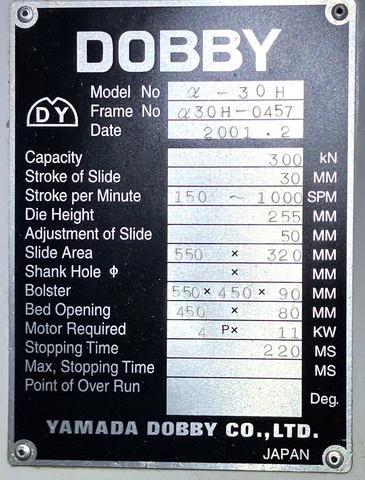 DOBBY
Model No α - 30H
DY Frame No α30H-0457
Date 2001.2
Capacity 300 kN
Stroke of Slide 30 MM
Stroke per Minute 150 ~ 1000 SPM
Die Height 255 MM
Adjustment of Slide 50 MM
Slide Area 550 × 320 MM
Shank Hole ϕ × MM
Bolster 550 × 450 × 90 MM
Bed Opening 450 × 80 MM
Motor Required 4 P× 11 KW
Stopping Time 220 MS
Max, Stopping Time MS
Point of Over Run Deg.
YAMADA DOBBY CO.,LTD.
JAPAN